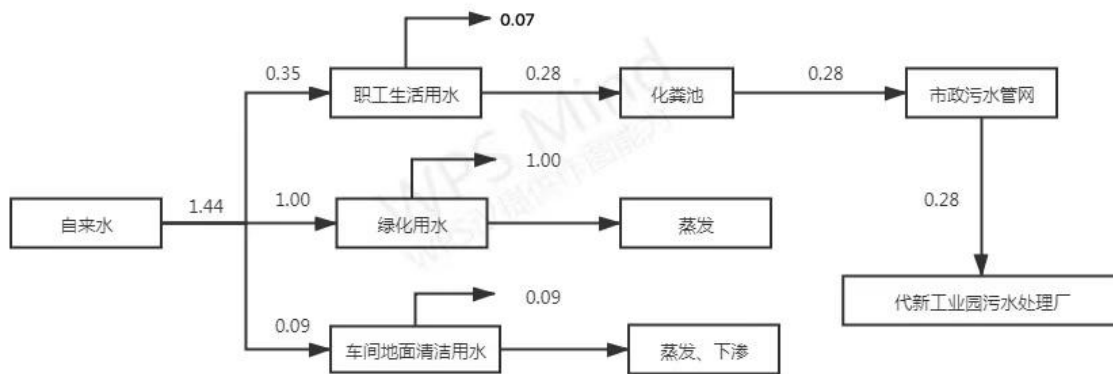 0.07
0.35
职工生活用水
0.28
化粪池
0.28
市政污水管网
1.00
自来水
1.44
1.00
绿化用水
蒸发
0.28
代新工业园污水处理厂
0.09
0.09
车间地面清洁用水
蒸发、下渗
WPS Mind